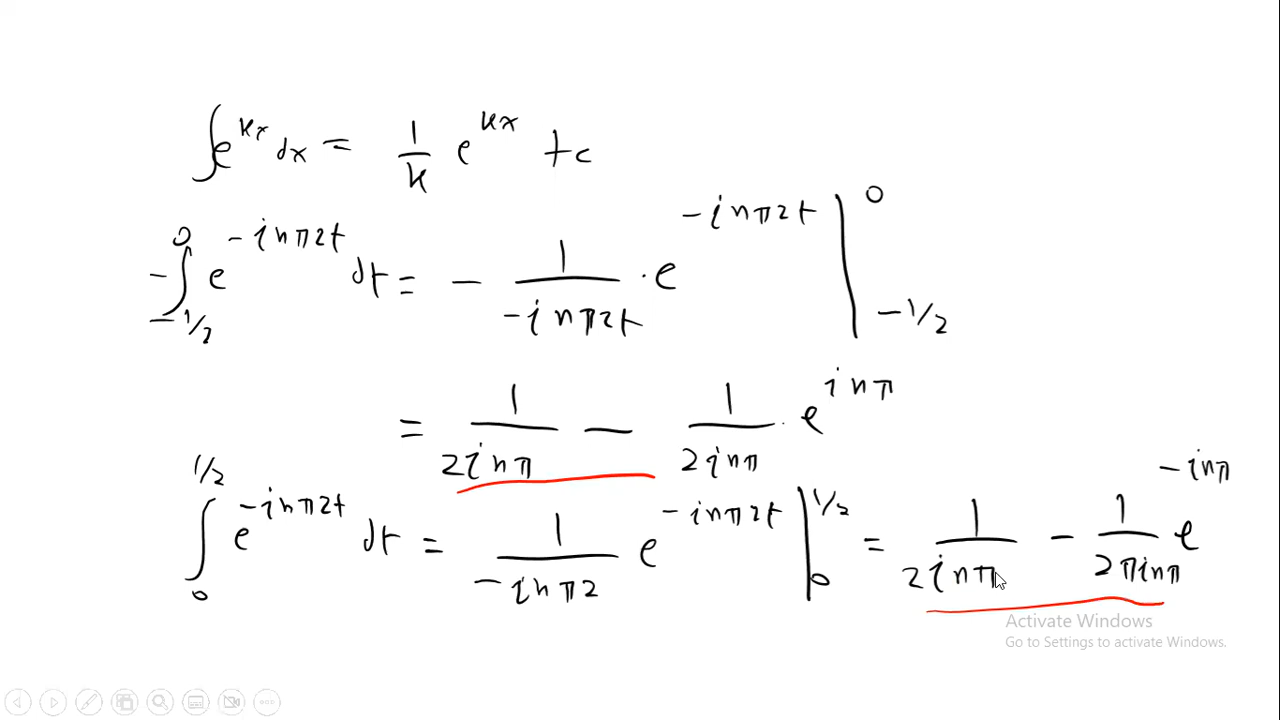 ∫e^{kx} dx = 1/k e^{kx} + c
-∫_{-1/2}^{0} e^{-inπ2t} dt = - 1/(-inπ2t) · e^{-inπ2t} |_{-1/2}^{0}
= 1/(2inπ) - 1/(2inπ) · e^{inπ}
∫_{0}^{1/2} e^{-inπ2t} dt = 1/(-inπ2) e^{-inπ2t} |_{0}^{1/2} = 1/(2inπ) - 1/(2πinπ) e^{-inπ}
Activate Windows
Go to Settings to activate Windows.